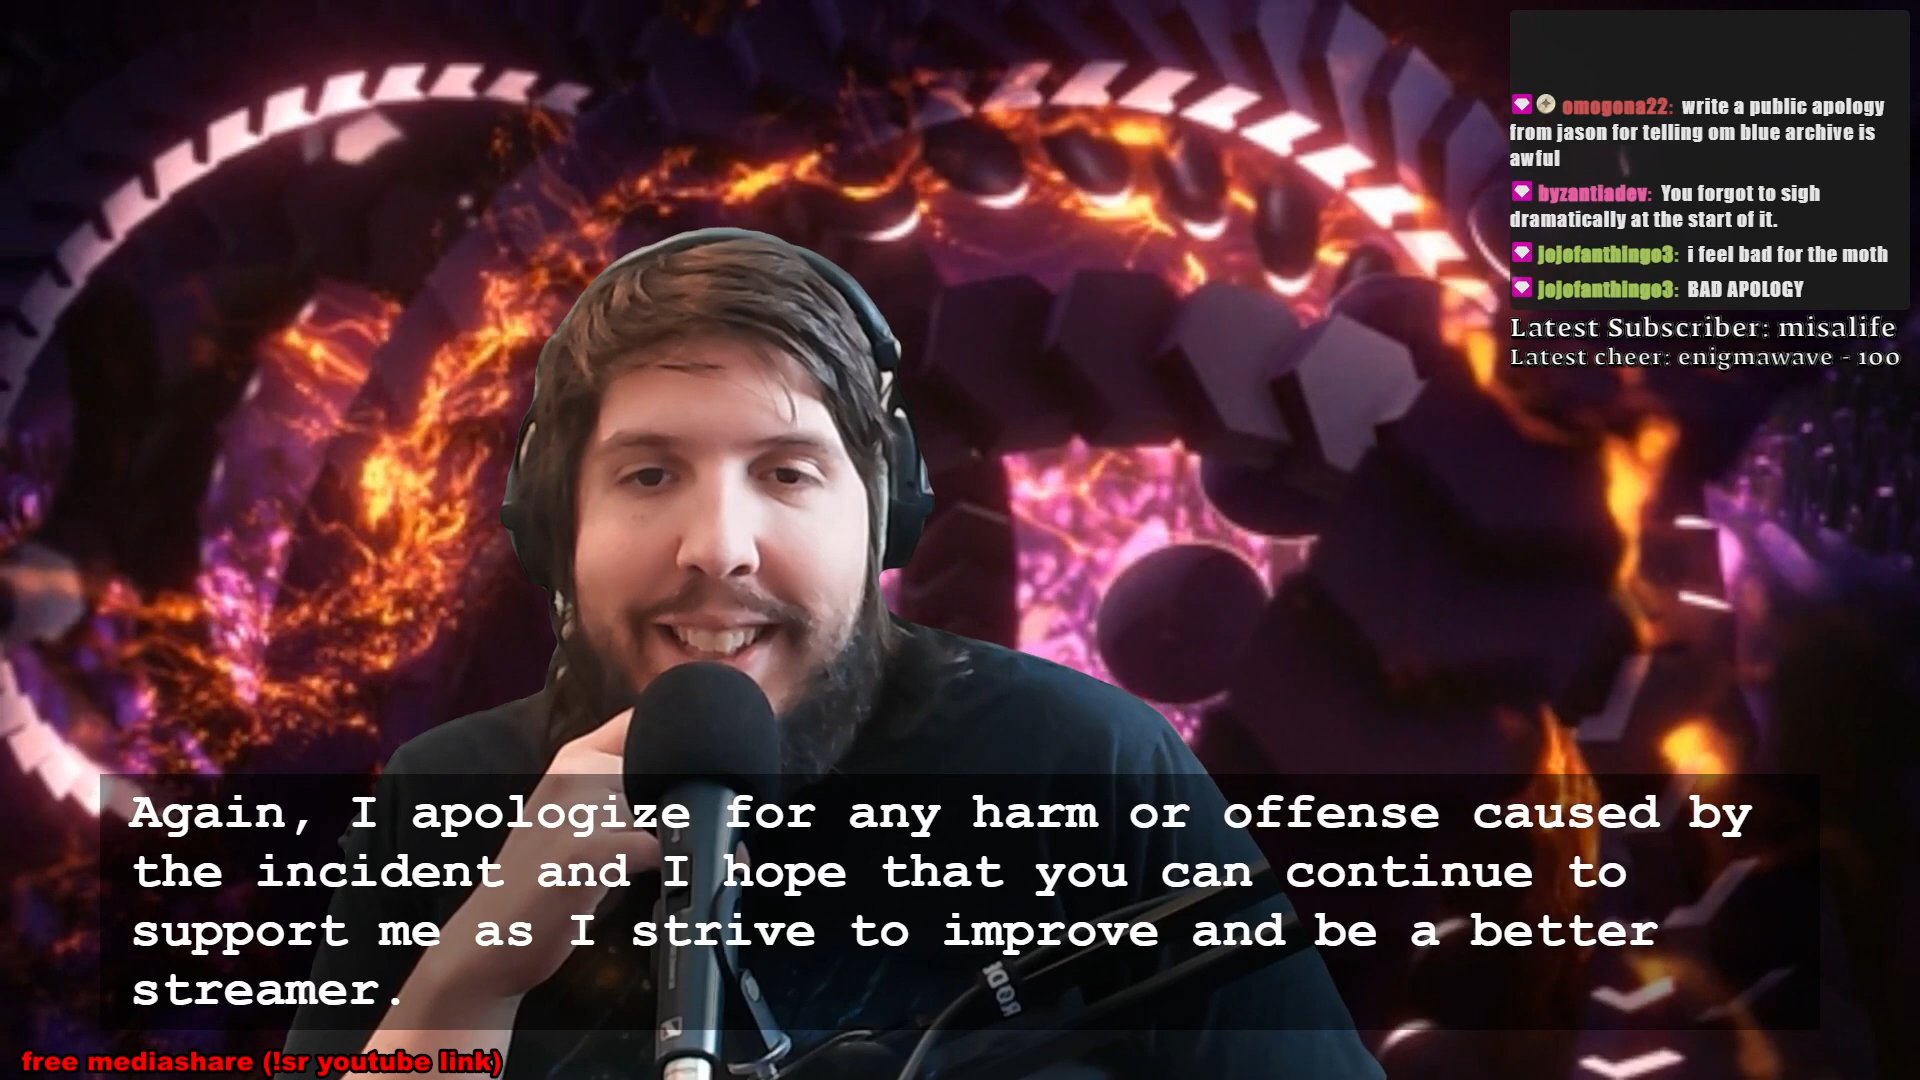 omogona22: write a public apology
from jason for telling om blue archive is
awful
byzantiadev: You forgot to sigh
dramatically at the start of it.
jojofanthingo3: i feel bad for the moth
jojofanthingo3: BAD APOLOGY
Latest Subscriber: misalife
Latest cheer: enigmawave - 100
Again, I apologize for any harm or offense caused by
the incident and I hope that you can continue to
support me as I strive to improve and be a better
streamer.
RODE
free mediashare (!sr youtube link)